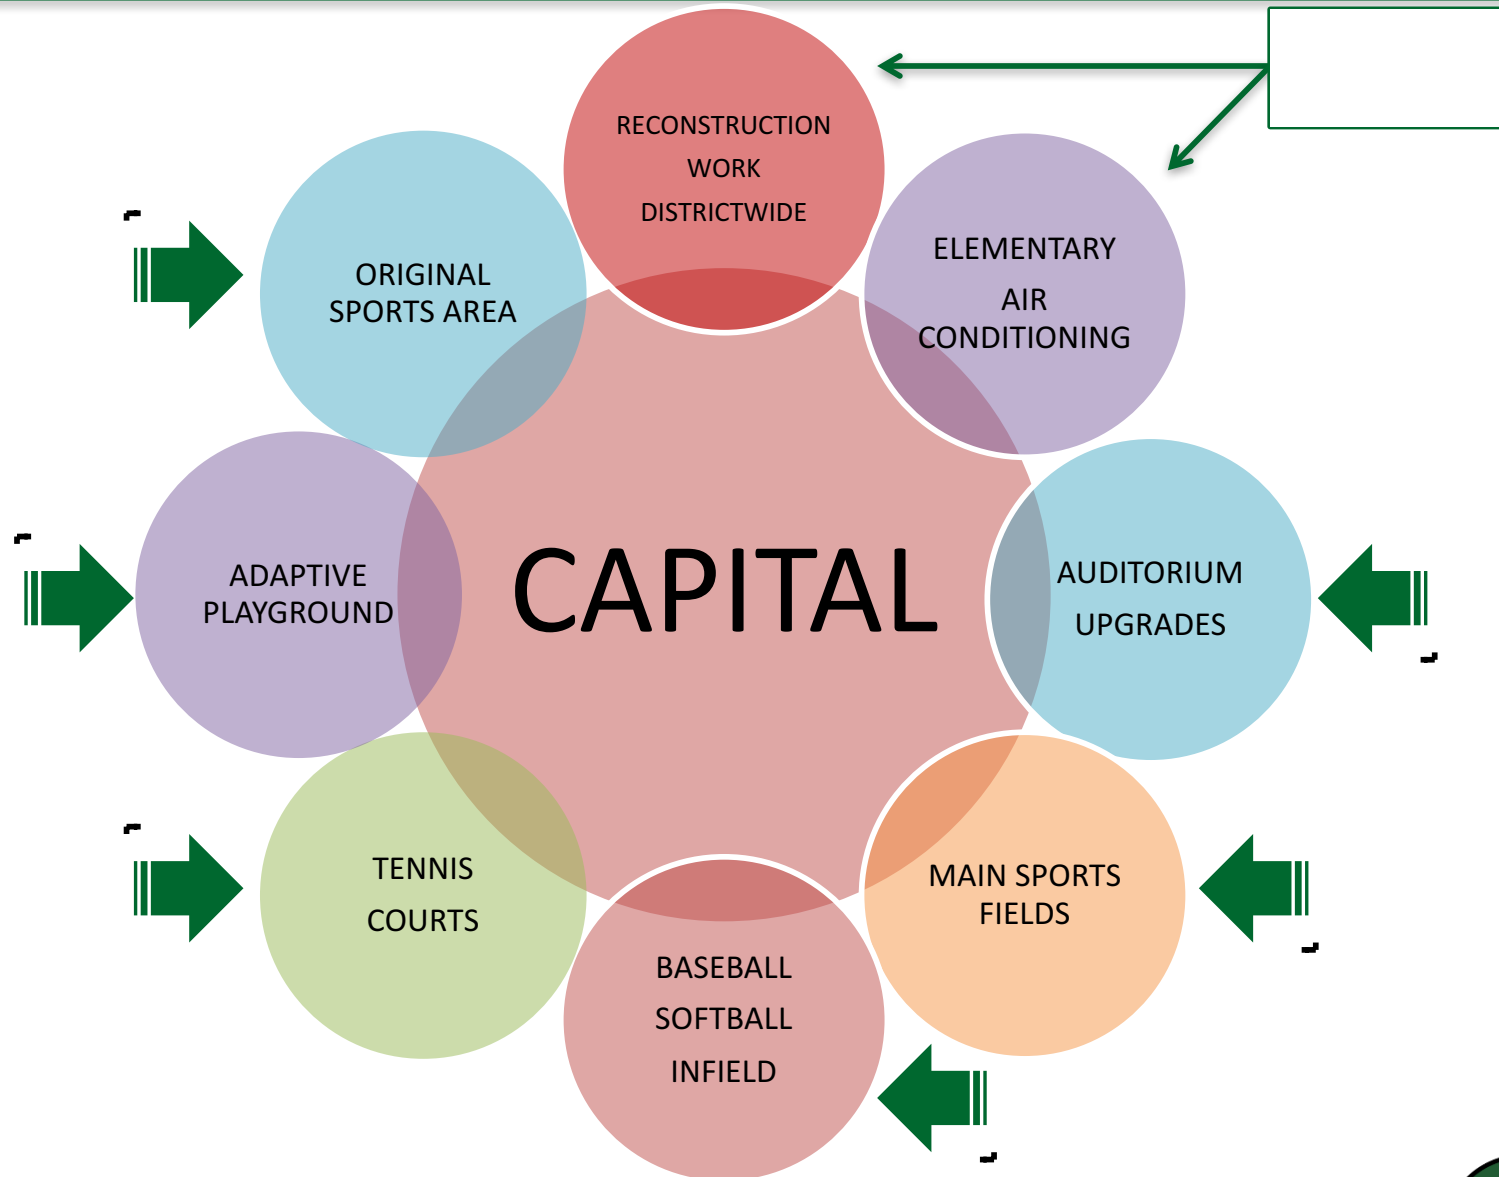 RECONSTRUCTION
WORK
DISTRICTWIDE
ELEMENTARY
AIR
CONDITIONING
ORIGINAL
SPORTS AREA
ADAPTIVE
PLAYGROUND
CAPITAL
AUDITORIUM
UPGRADES
TENNIS
COURTS
MAIN SPORTS
FIELDS
BASEBALL
SOFTBALL
INFIELD